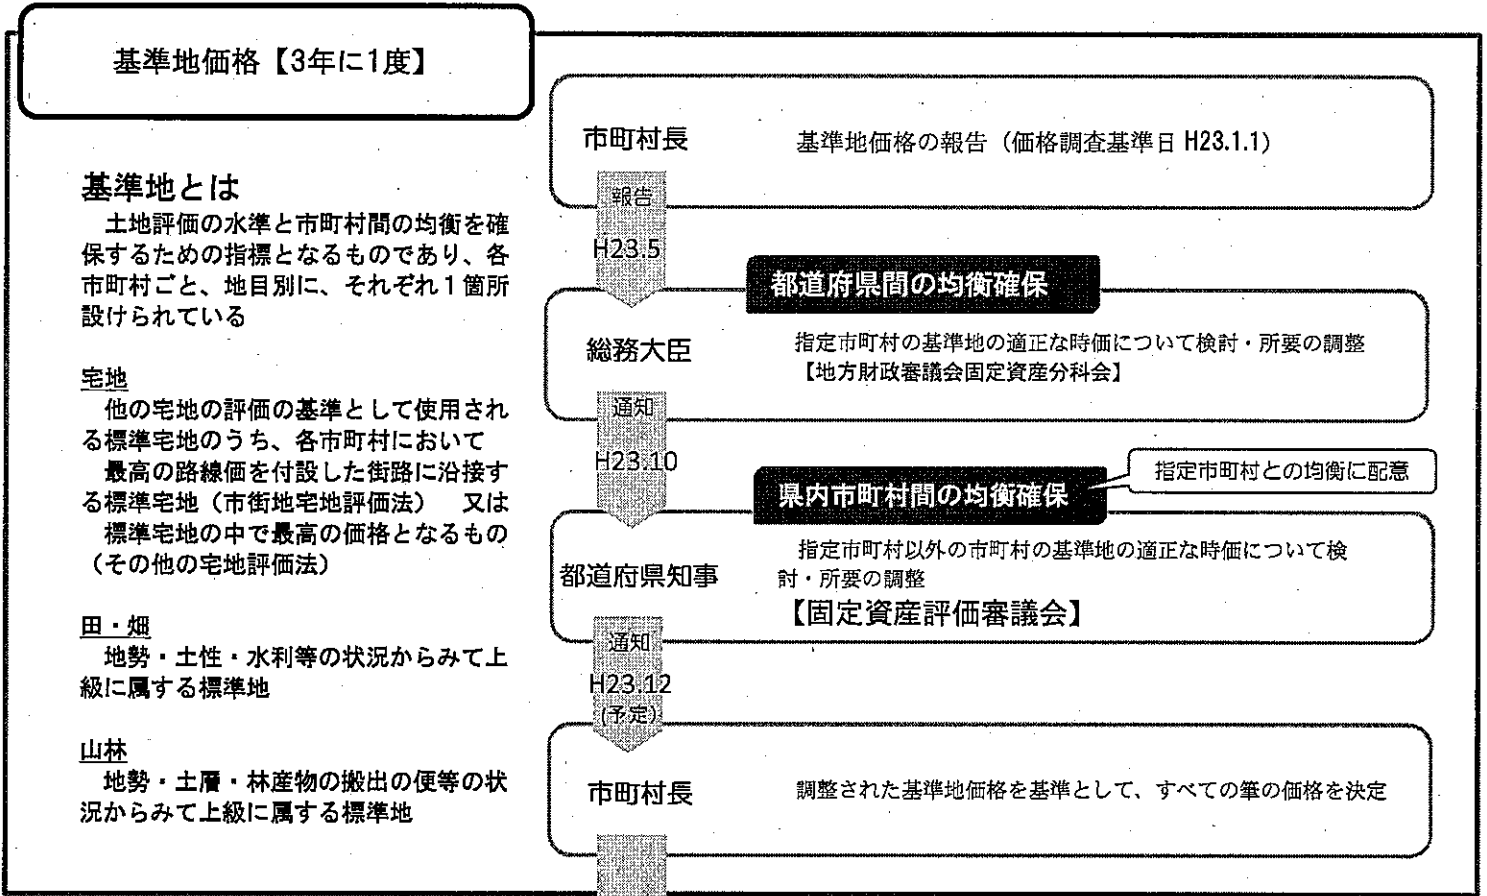 基準地価格【3年に1度】
基準地とは
土地評価の水準と市町村間の均衡を確
保するための指標となるものであり、各
市町村ごと、地目別に、それぞれ1箇所
設けられている
宅地
他の宅地の評価の基準として使用され
る標準宅地のうち、各市町村において
最高の路線価を付設した街路に沿接す
る標準宅地(市街地宅地評価法) 又は
標準宅地の中で最高の価格となるもの
(その他の宅地評価法)
田・畑
地勢・土性・水利等の状況からみて上
級に属する標準地
山林
地勢・土層・林産物の搬出の便等の状
況からみて上級に属する標準地
市町村長
基準地価格の報告(価格調査基準日 H23.1.1)
報告
H23.5
都道府県間の均衡確保
総務大臣
指定市町村の基準地の適正な時価について検討・所要の調整
【地方財政審議会固定資産分科会】
通知
H23.10
県内市町村間の均衡確保
指定市町村との均衡に配意
都道府県知事
指定市町村以外の市町村の基準地の適正な時価について検
討・所要の調整
【固定資産評価審議会】
通知
H23.12
(予定)
市町村長
調整された基準地価格を基準として、すべての筆の価格を決定